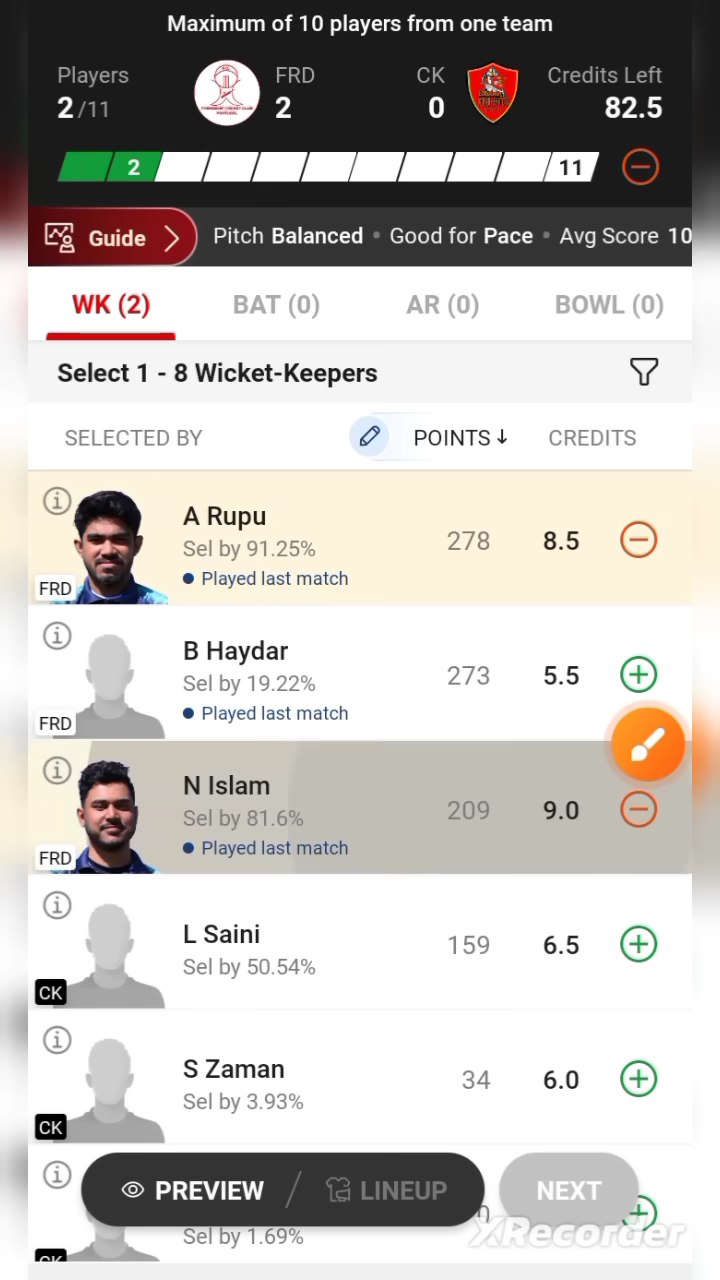 Maximum of 10 players from one team
Players
2 /11
FRD
2
CK
0
Credits Left
82.5
2
11
Guide
Pitch Balanced • Good for Pace • Avg Score 10
WK (2)
BAT (0)
AR (0)
BOWL (0)
Select 1 - 8 Wicket-Keepers
SELECTED BY
POINTS↓
CREDITS
FRD
A Rupu
Sel by 91.25%
Played last match
278
8.5
FRD
B Haydar
Sel by 19.22%
Played last match
273
5.5
FRD
N Islam
Sel by 81.6%
Played last match
209
9.0
CK
L Saini
Sel by 50.54%
159
6.5
CK
S Zaman
Sel by 3.93%
34
6.0
PREVIEW / LINEUP
NEXT
CK
Sel by 1.69%
XRecorder